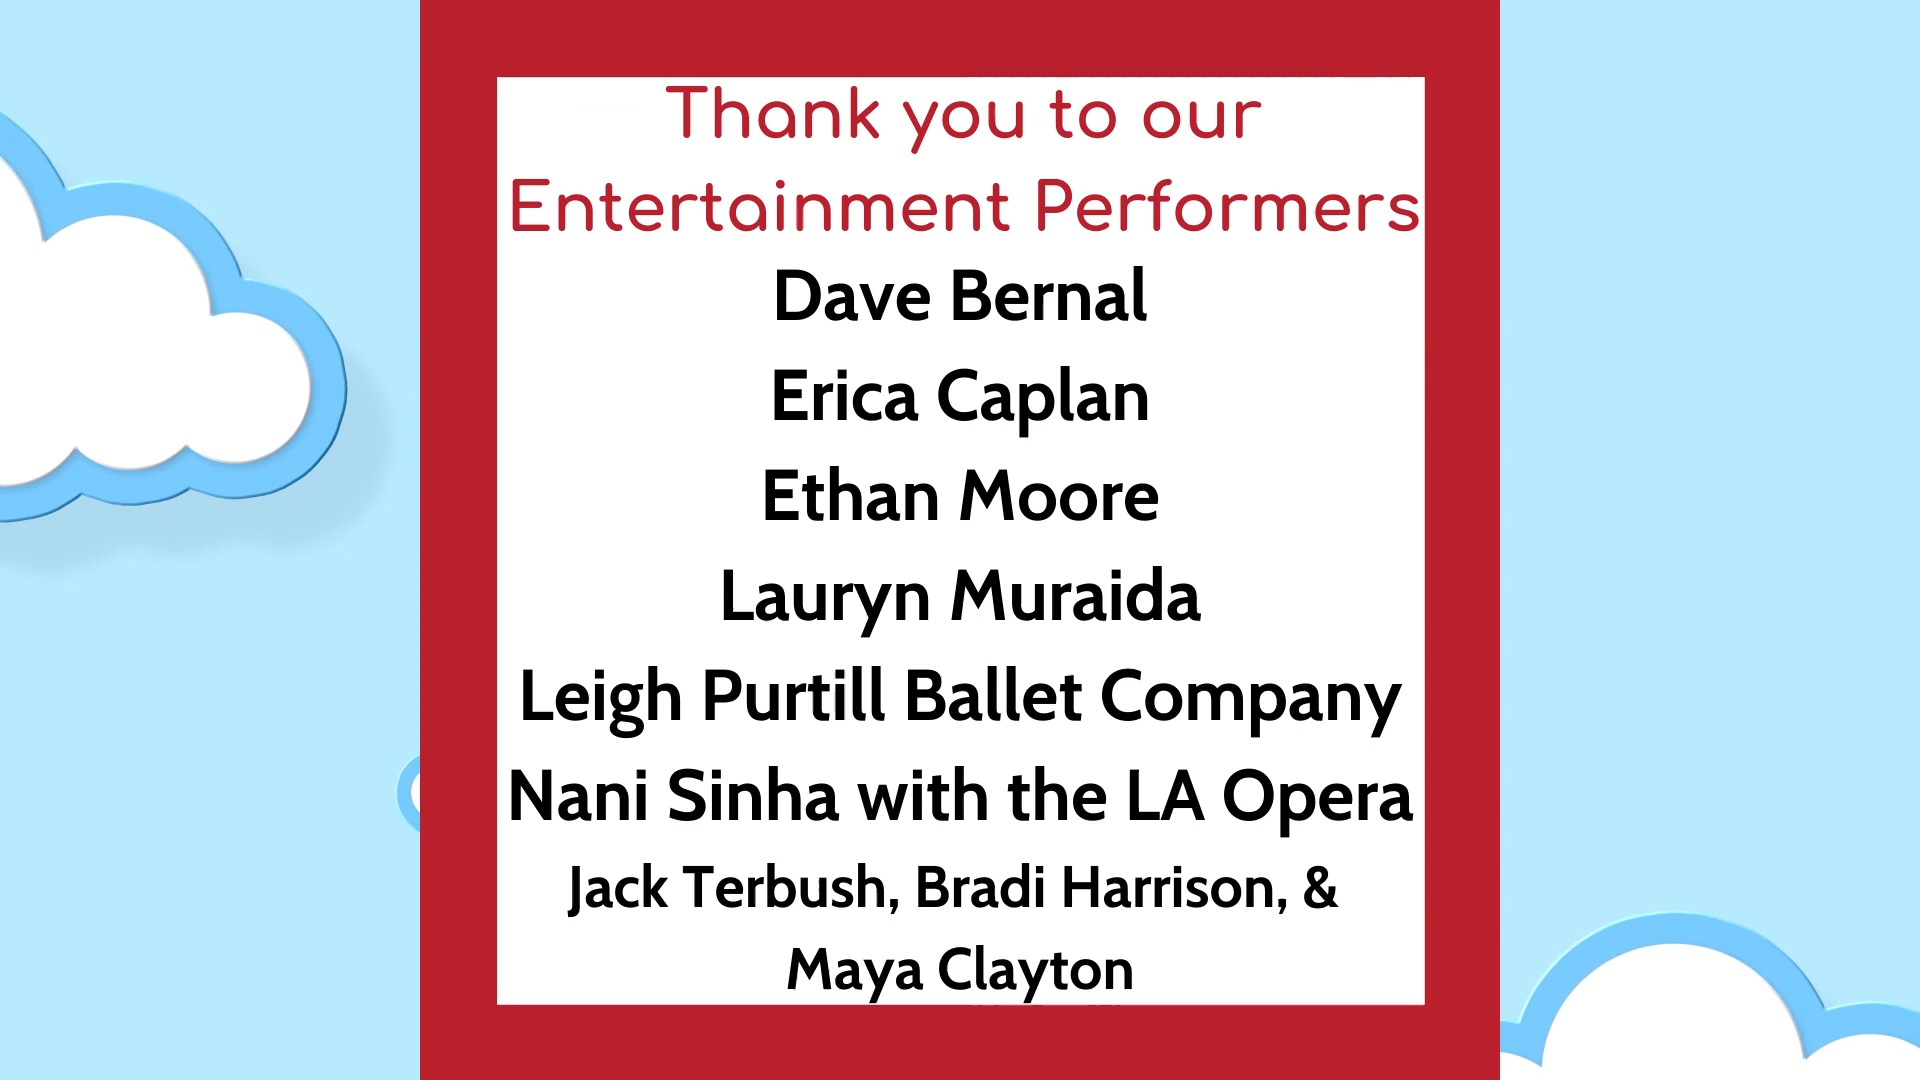 Thank you to our
Entertainment Performers
Dave Bernal
Erica Caplan
Ethan Moore
Lauryn Muraida
Leigh Purtill Ballet Company
Nani Sinha with the LA Opera
Jack Terbush, Bradi Harrison, &
Maya Clayton